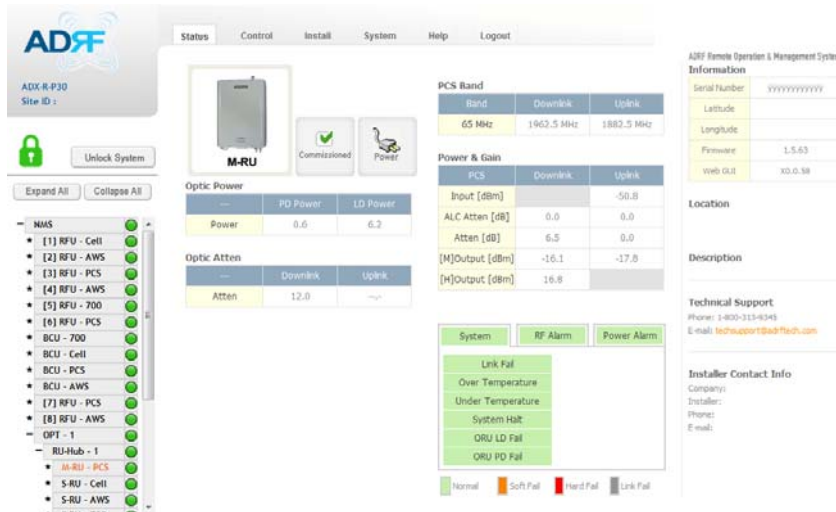 ADRF
Status Control Install System Help Logout
ADX-R-P30
Site ID :
Unlock System
Expand All Collapse All
NMS
[1] RFU - Cell
[2] RFU - AWS
[3] RFU - PCS
[4] RFU - AWS
[5] RFU - 700
[6] RFU - PCS
BCU - 700
BCU - Cell
BCU - PCS
BCU - AWS
[7] RFU - PCS
[8] RFU - AWS
OPT - 1
RU-Hub - 1
M-RU - PCS
S-RU - Cell
S-RU - AWS
M-RU
Commissioned
Power
Optic Power
--- PD Power LD Power
Power 0.6 6.2
Optic Atten
--- Downlink Uplink
Atten 12.0 --.--
PCS Band
Band Downlink Uplink
65 MHz 1962.5 MHz 1882.5 MHz
Power & Gain
PCS Downlink Uplink
Input [dBm] -50.8
ALC Atten [dB] 0.0 0.0
Atten [dB] 6.5 0.0
[M]Output [dBm] -16.1 -17.8
[H]Output [dBm] 16.8
System RF Alarm Power Alarm
Link Fail
Over Temperature
Under Temperature
System Halt
ORU LD Fail
ORU PD Fail
Normal Soft Fail Hard Fail Link Fail
ADRF Remote Operation & Management System
Information
Serial Number yyyyyyyyyyyy
Latitude
Longitude
Firmware 1.5.63
Web GUI X0.0.59
Location
Description
Technical Support
Phone: 1-800-313-9345
E-mail: techsupport@adrftech.com
Installer Contact Info
Company:
Installer:
Phone:
E-mail: